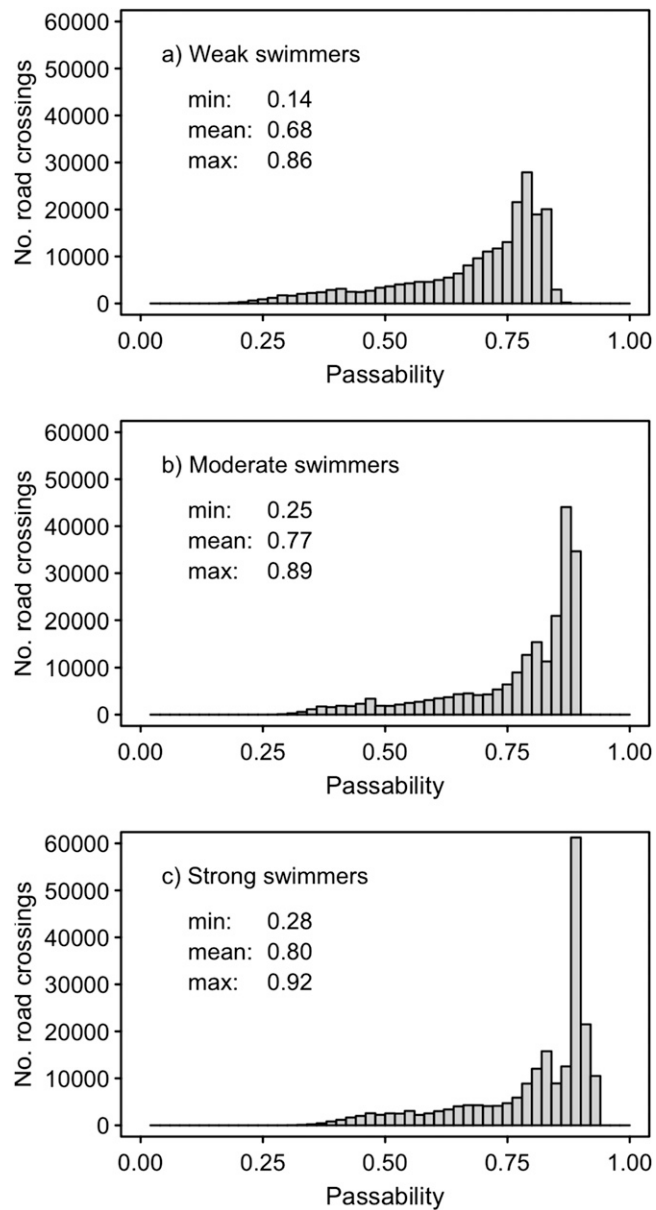 60000
50000
40000
30000
20000
10000
0
No. road crossings
a) Weak swimmers
min: 0.14
mean: 0.68
max: 0.86
0.00 0.25 0.50 0.75 1.00
Passability
60000
50000
40000
30000
20000
10000
0
No. road crossings
b) Moderate swimmers
min: 0.25
mean: 0.77
max: 0.89
0.00 0.25 0.50 0.75 1.00
Passability
60000
50000
40000
30000
20000
10000
0
No. road crossings
c) Strong swimmers
min: 0.28
mean: 0.80
max: 0.92
0.00 0.25 0.50 0.75 1.00
Passability